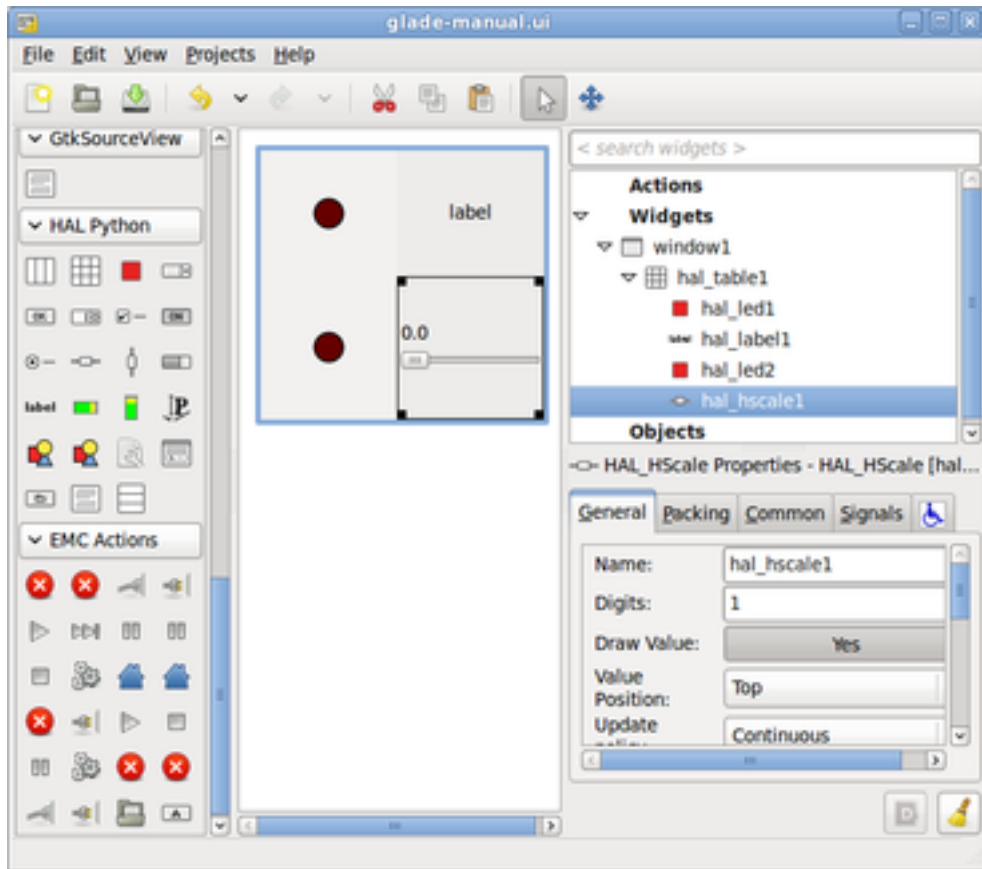 glade-manual.ui
File Edit View Projects Help
GtkSourceView
HAL Python
label
EMC Actions
label
0.0
< search widgets >
Actions
Widgets
window1
hal_table1
hal_led1
label hal_label1
hal_led2
hal_hscale1
Objects
HAL_HScale Properties - HAL_HScale [hal...
General Packing Common Signals
Name: hal_hscale1
Digits: 1
Draw Value: Yes
Value
Position: Top
Update
Continuous